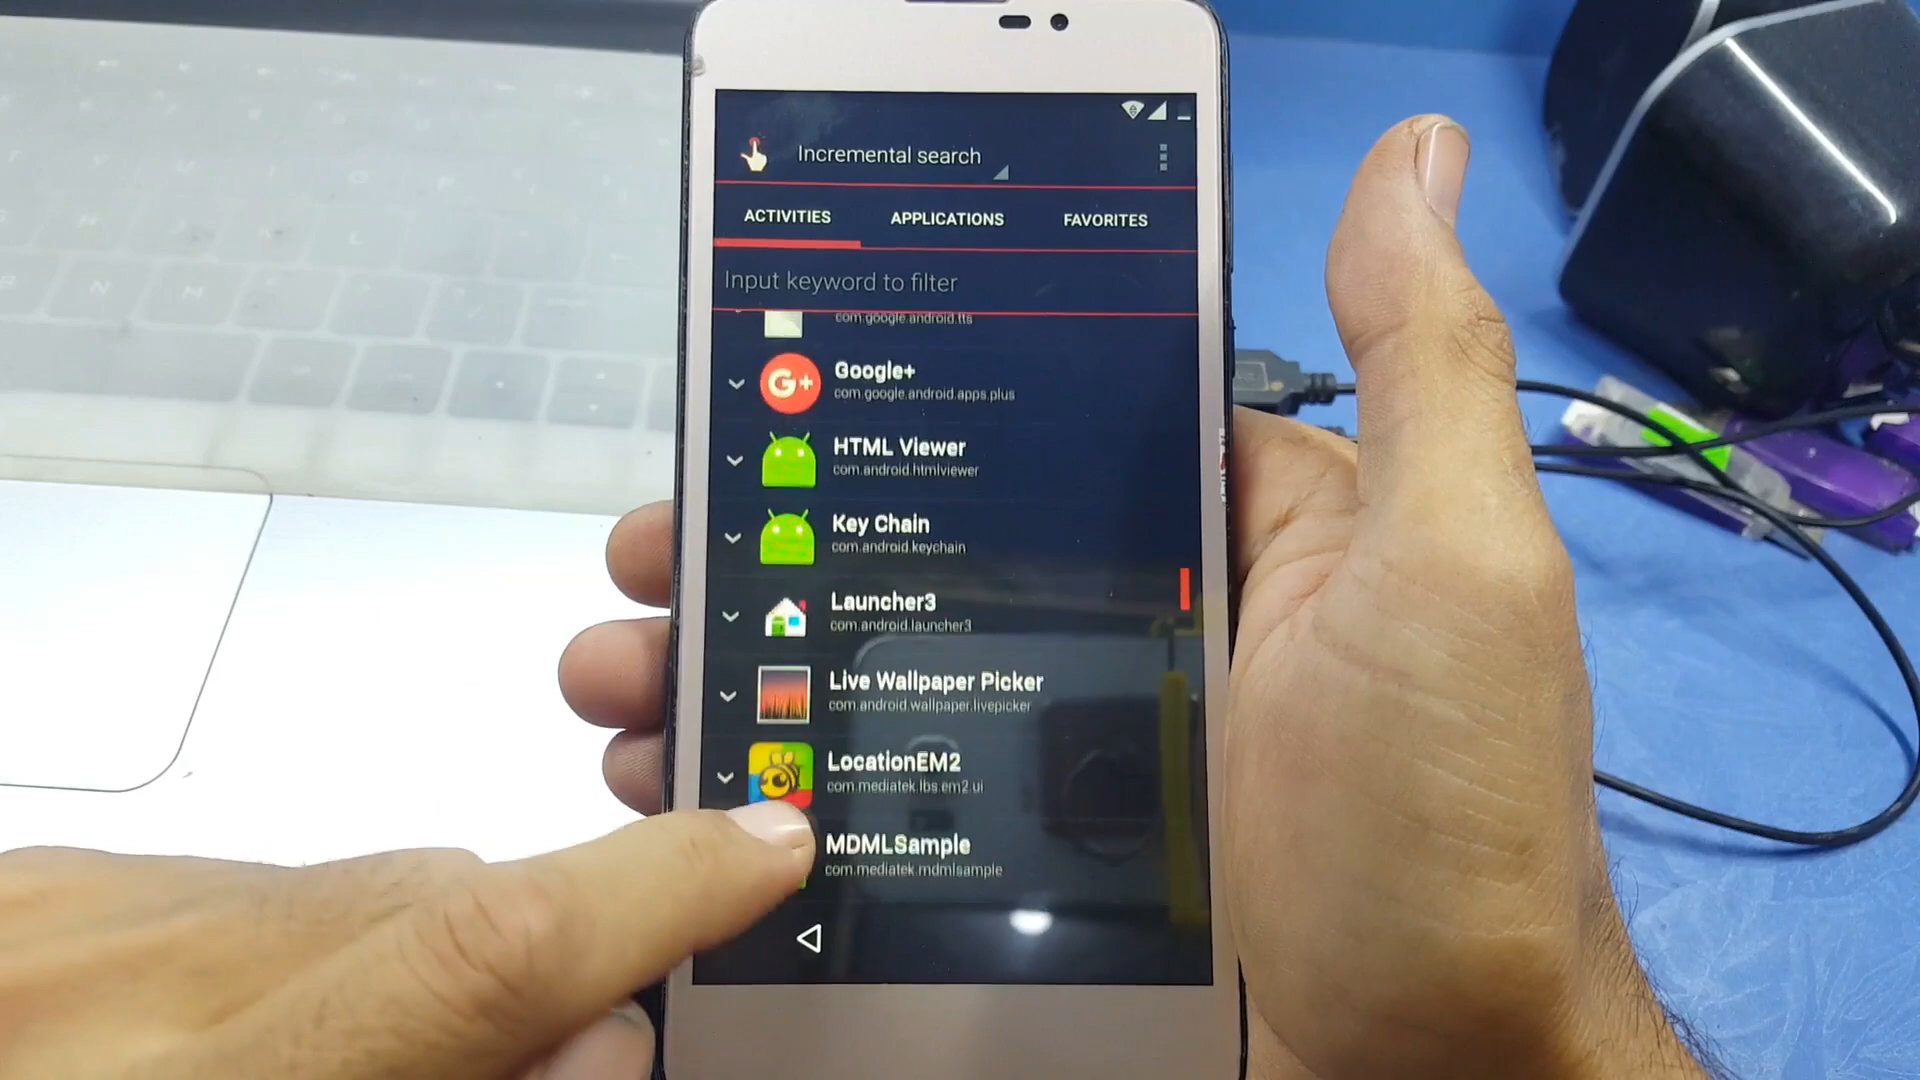 Incremental search
ACTIVITIES APPLICATIONS FAVORITES
Input keyword to filter
com.google.android.tts
G+ Google+
com.google.android.apps.plus
HTML Viewer
com.android.htmlviewer
Key Chain
com.android.keychain
Launcher3
com.android.launcher3
Live Wallpaper Picker
com.android.wallpaper.livepicker
LocationEM2
com.mediatek.lbs.em2.ui
MDMLSample
com.mediatek.mdmlsample